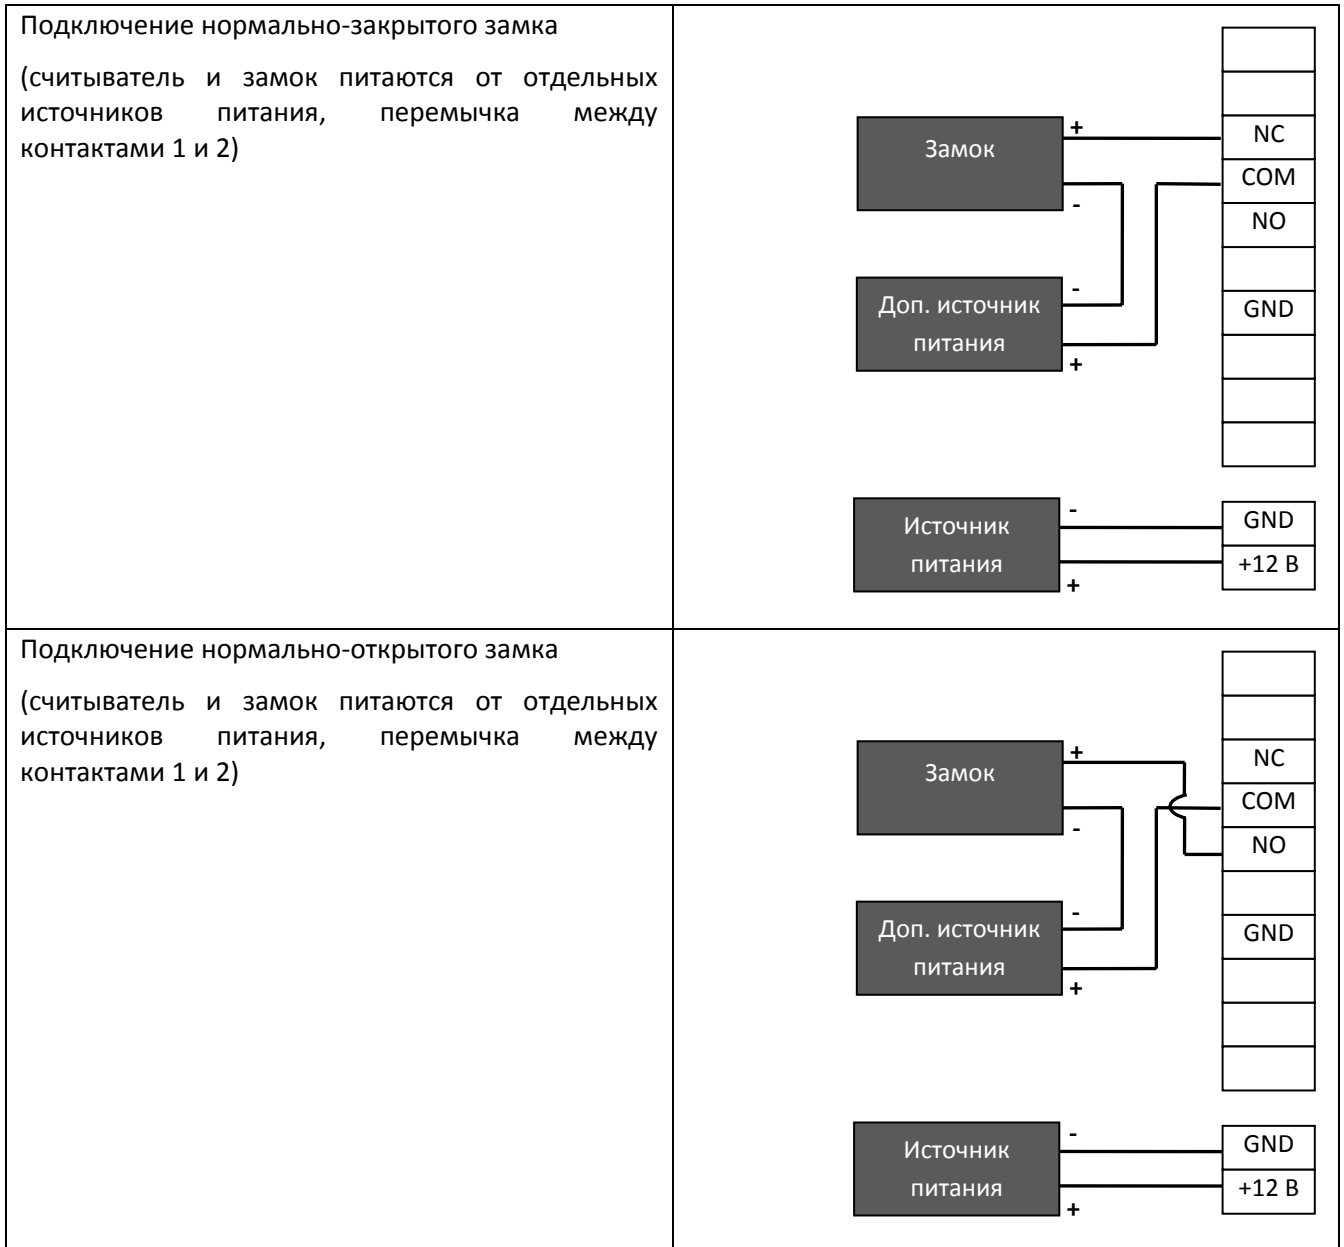 Подключение нормально-закрытого замка
(считыватель и замок питаются от отдельных
источников питания, перемычка между
контактами 1 и 2)
Замок
+
-
NC
COM
NO
Доп. источник
питания
-
+
GND
Источник
питания
-
+
GND
+12 В
Подключение нормально-открытого замка
(считыватель и замок питаются от отдельных
источников питания, перемычка между
контактами 1 и 2)
Замок
+
-
NC
COM
NO
Доп. источник
питания
-
+
GND
Источник
питания
-
+
GND
+12 В